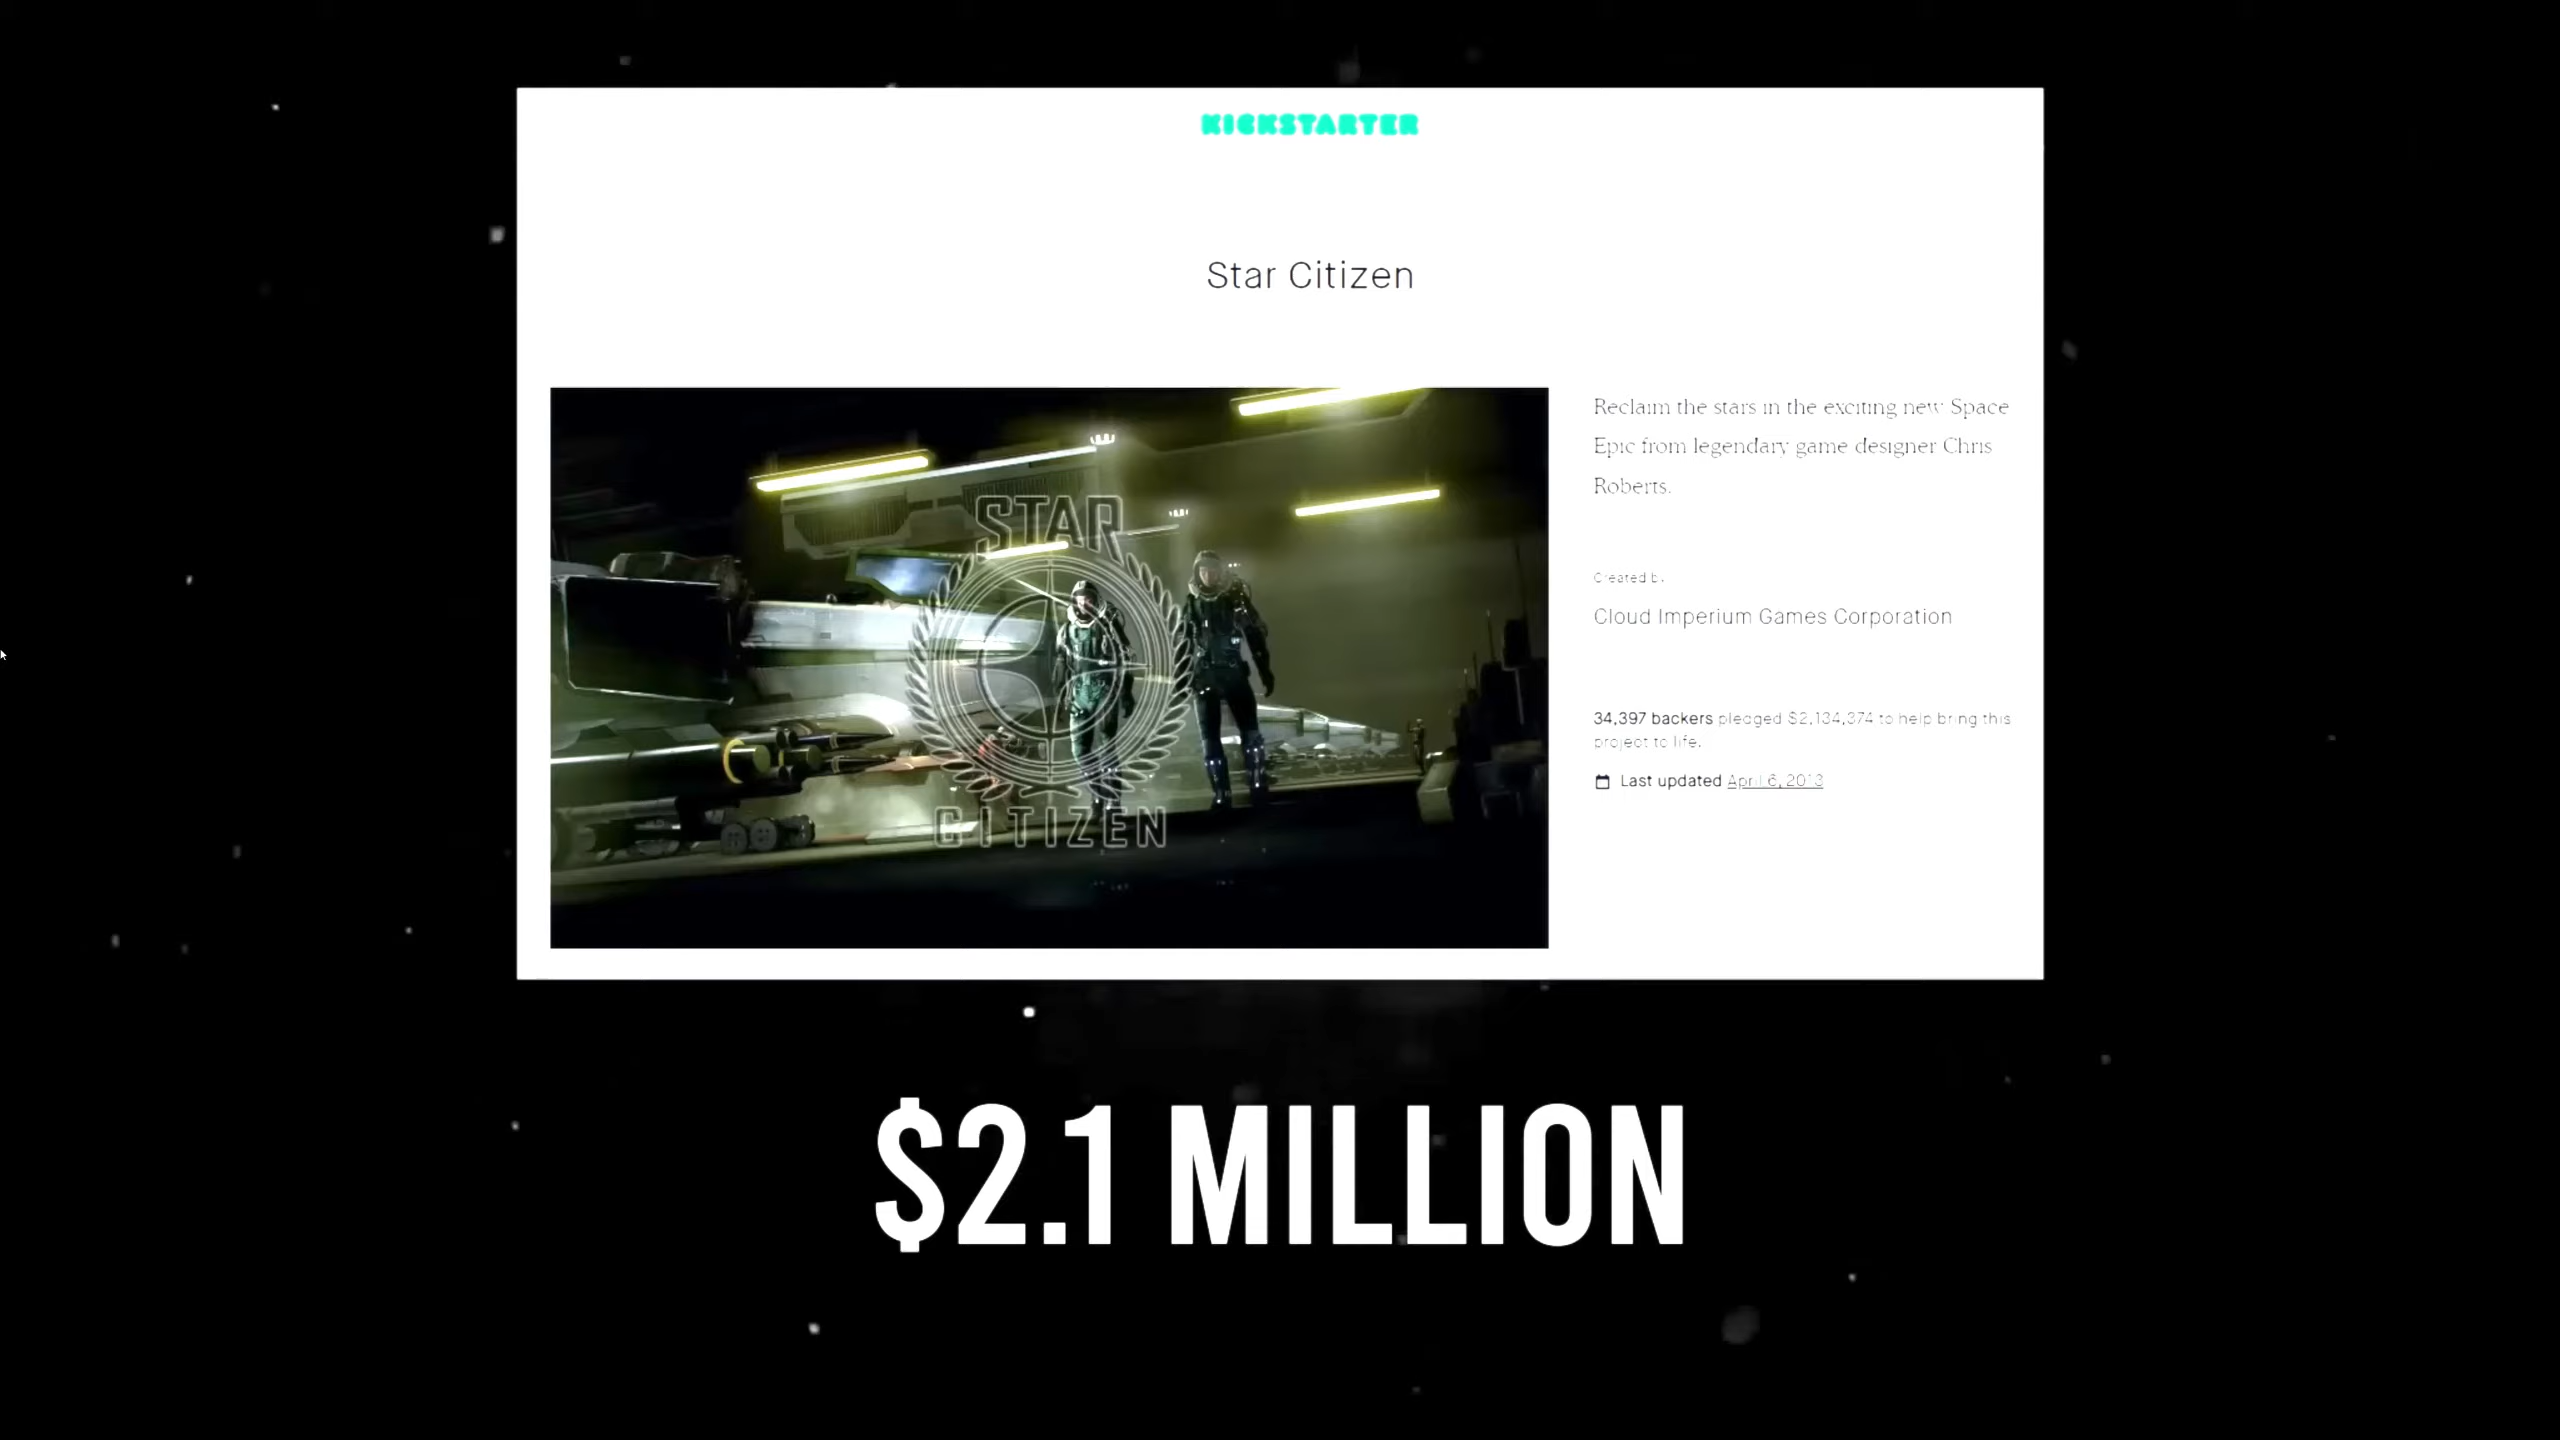 KICKSTARTER
Star Citizen
STAR
CITIZEN
Reclaim the stars in the exciting new Space
Epic from legendary game designer Chris
Roberts.
Created by
Cloud Imperium Games Corporation
34,397 backers pledged $2,134,374 to help bring this
project to life.
Last updated April 6, 2013
$2.1 MILLION